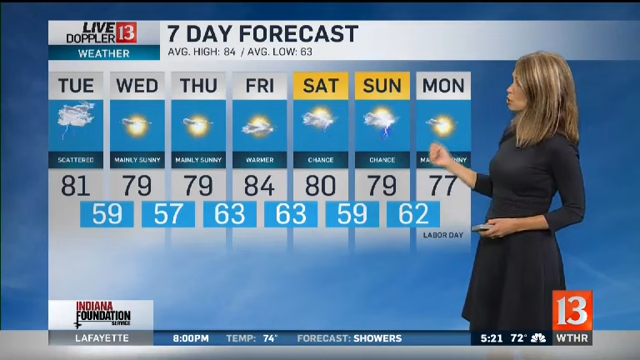 LIVE
DOPPLER 13
WEATHER
7 DAY FORECAST
AVG. HIGH: 84 / AVG. LOW: 63
TUE WED THU FRI SAT SUN MON
SCATTERED MAINLY SUNNY MAINLY SUNNY WARMER CHANCE CHANCE
81 79 79 84 80 79 77
59 57 63 63 59 62
LABOR DAY
INDIANA
FOUNDATION
SERVICE
13
LAFAYETTE 8:00PM TEMP: 74° FORECAST: SHOWERS 5:21 72° WTHR